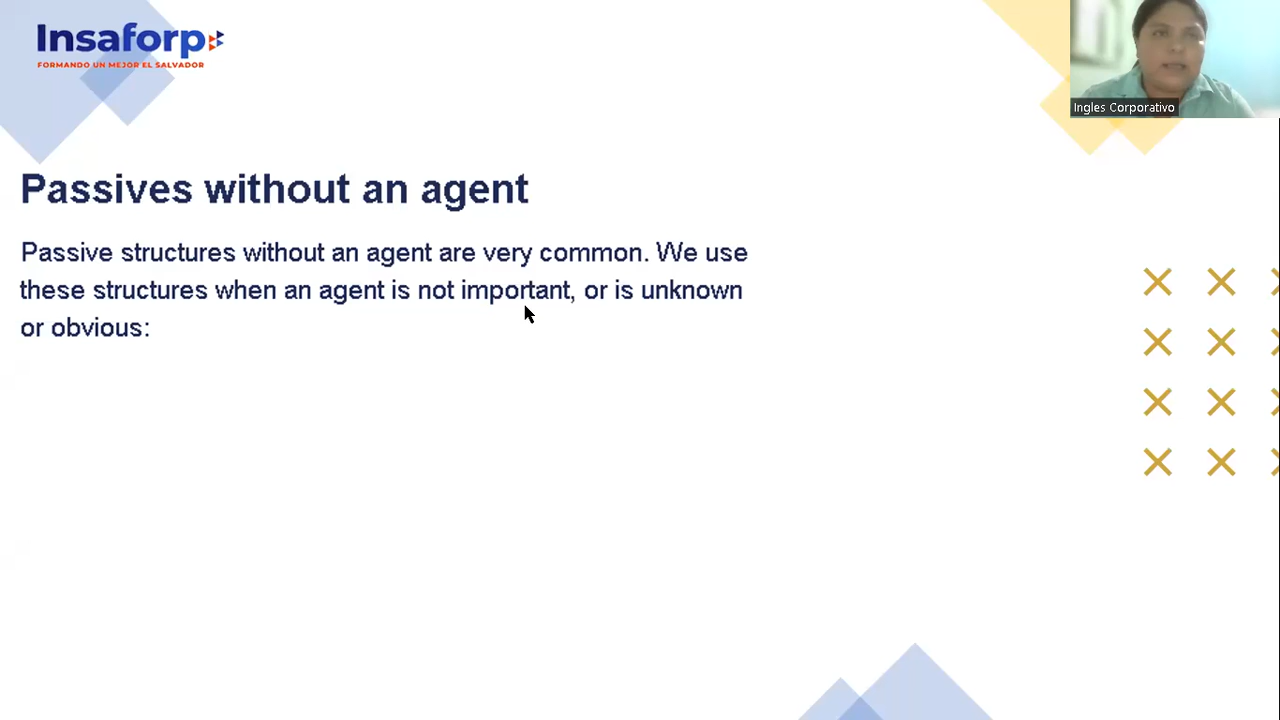 Insaforp
FORMANDO UN MEJOR EL SALVADOR
Ingles Corporativo
Passives without an agent
Passive structures without an agent are very common. We use
these structures when an agent is not important, or is unknown
or obvious: